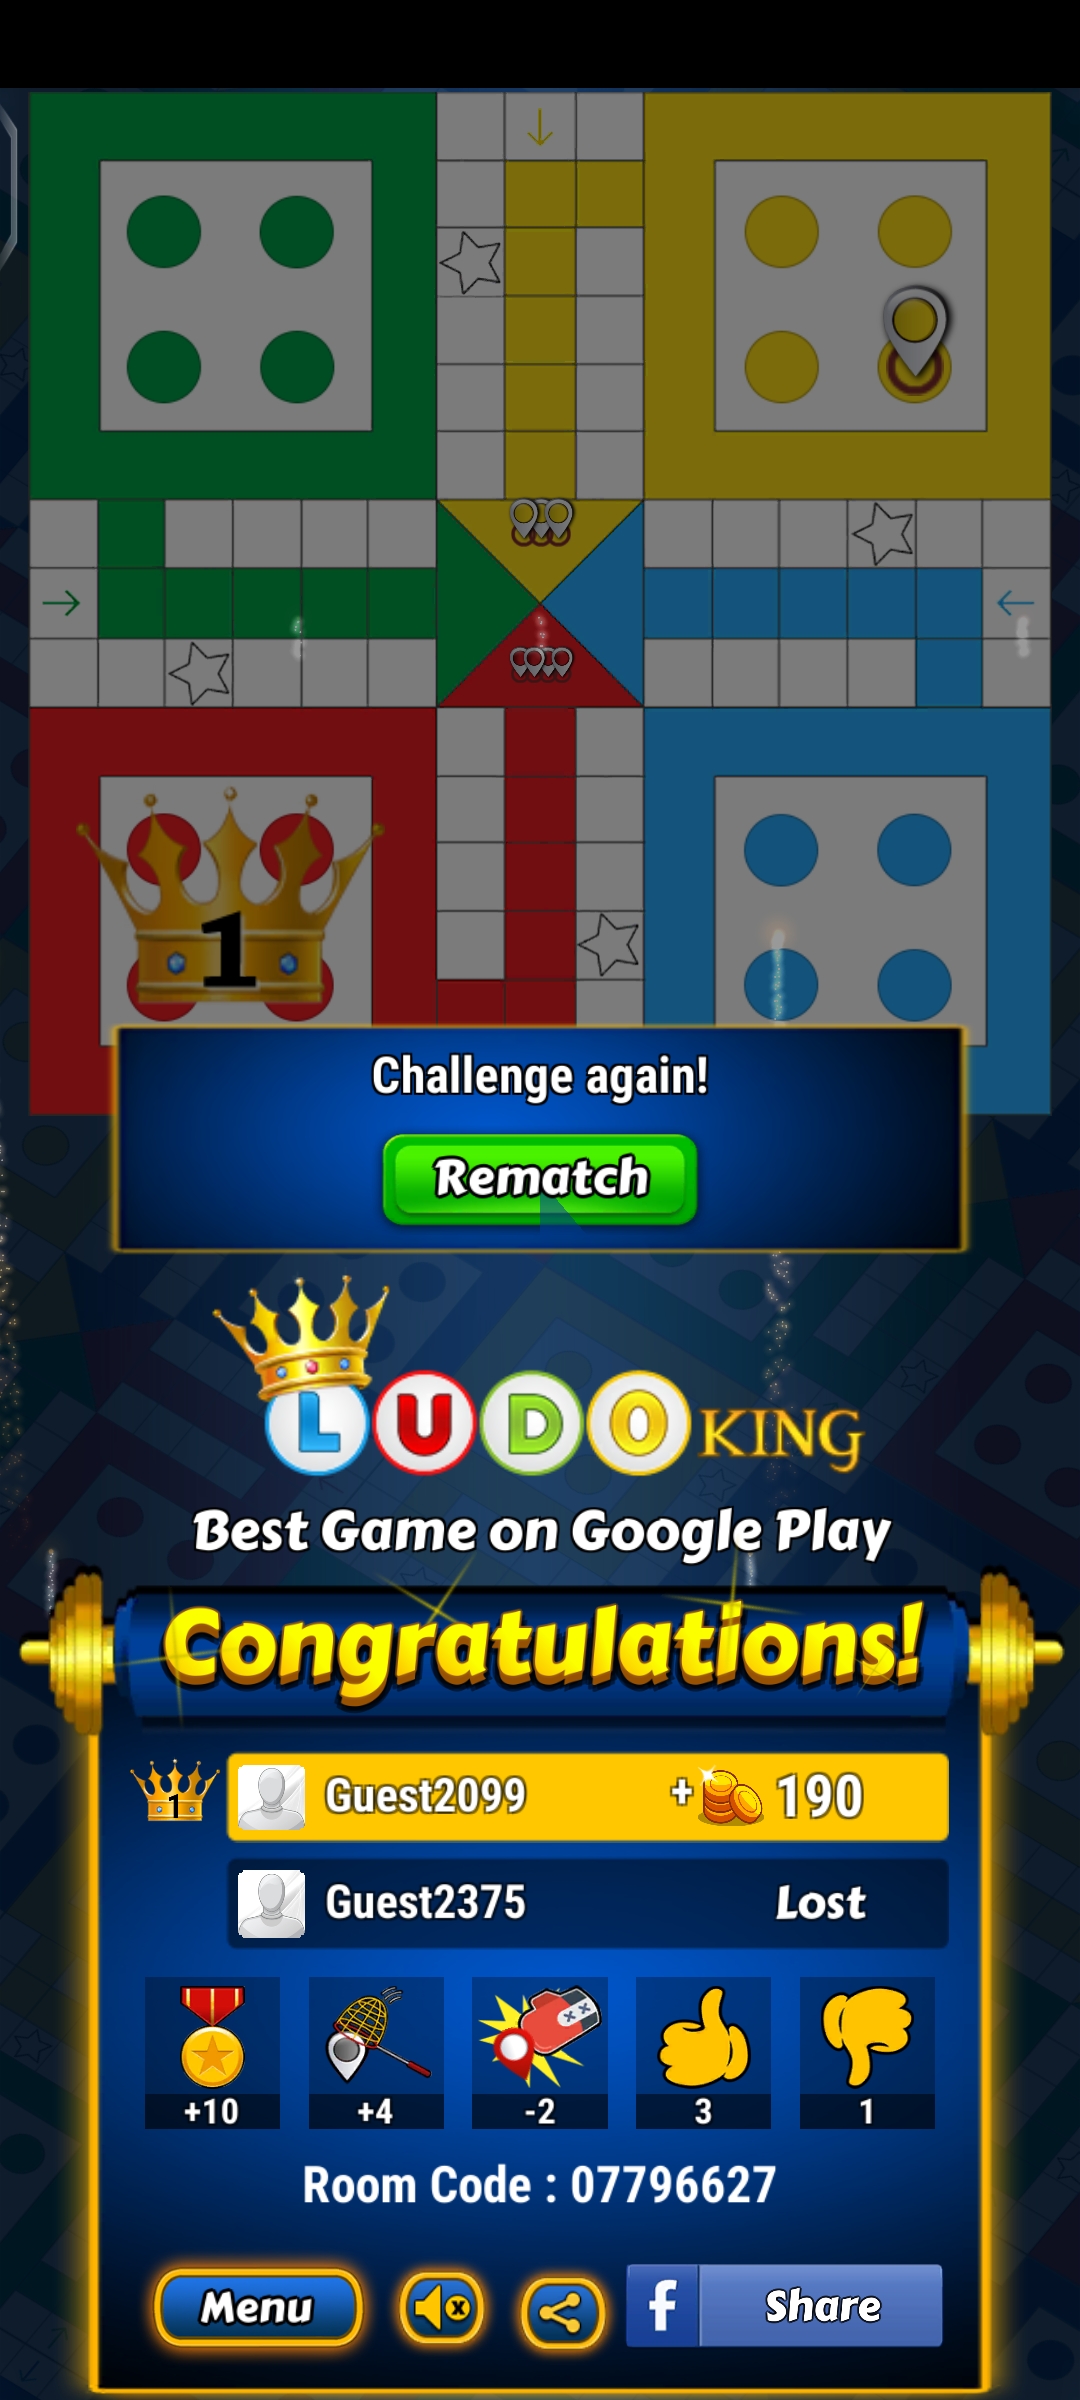 1
Challenge again!
Rematch
LUDO KING
Best Game on Google Play
Congratulations!
1 Guest2099 + 190
Guest2375 Lost
+10 +4 -2 3 1
Room Code : 07796627
Menu x f Share